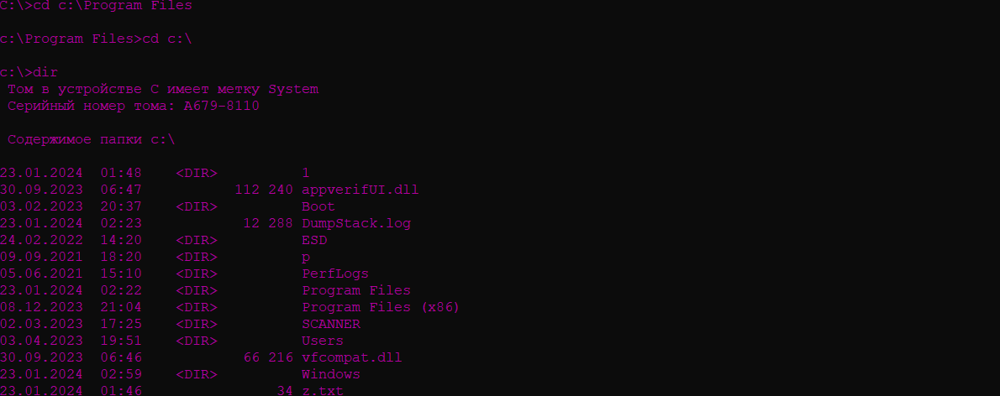 C:\>cd c:\Program Files
c:\Program Files>cd c:\
c:\>dir
Том в устройстве C имеет метку System
Серийный номер тома: A679-8110
Содержимое папки c:\
23.01.2024 01:48 <DIR> 1
30.09.2023 06:47 112 240 appverifUI.dll
03.02.2023 20:37 <DIR> Boot
23.01.2024 02:23 12 288 DumpStack.log
24.02.2022 14:20 <DIR> ESD
09.09.2021 18:20 <DIR> p
05.06.2021 15:10 <DIR> PerfLogs
23.01.2024 02:22 <DIR> Program Files
08.12.2023 21:04 <DIR> Program Files (x86)
02.03.2023 17:25 <DIR> SCANNER
03.04.2023 19:51 <DIR> Users
30.09.2023 06:46 66 216 vfcompat.dll
23.01.2024 02:59 <DIR> Windows
23.01.2024 01:46 34 z.txt